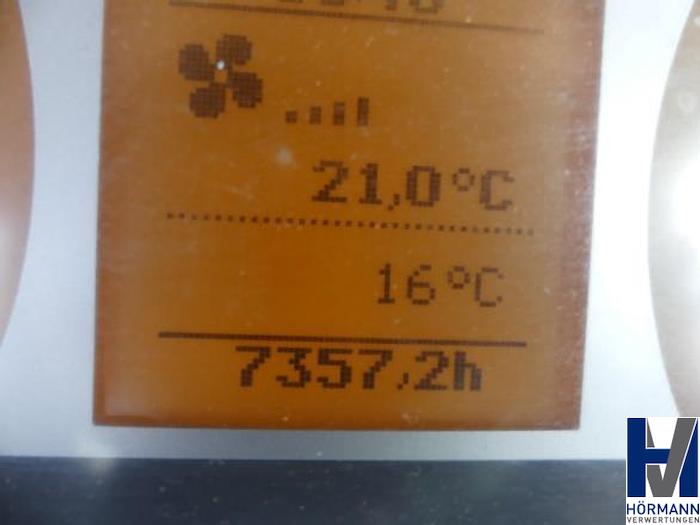 21,0°C
16°C
7357,2h
HÖRMANN
VERWERTUNGEN